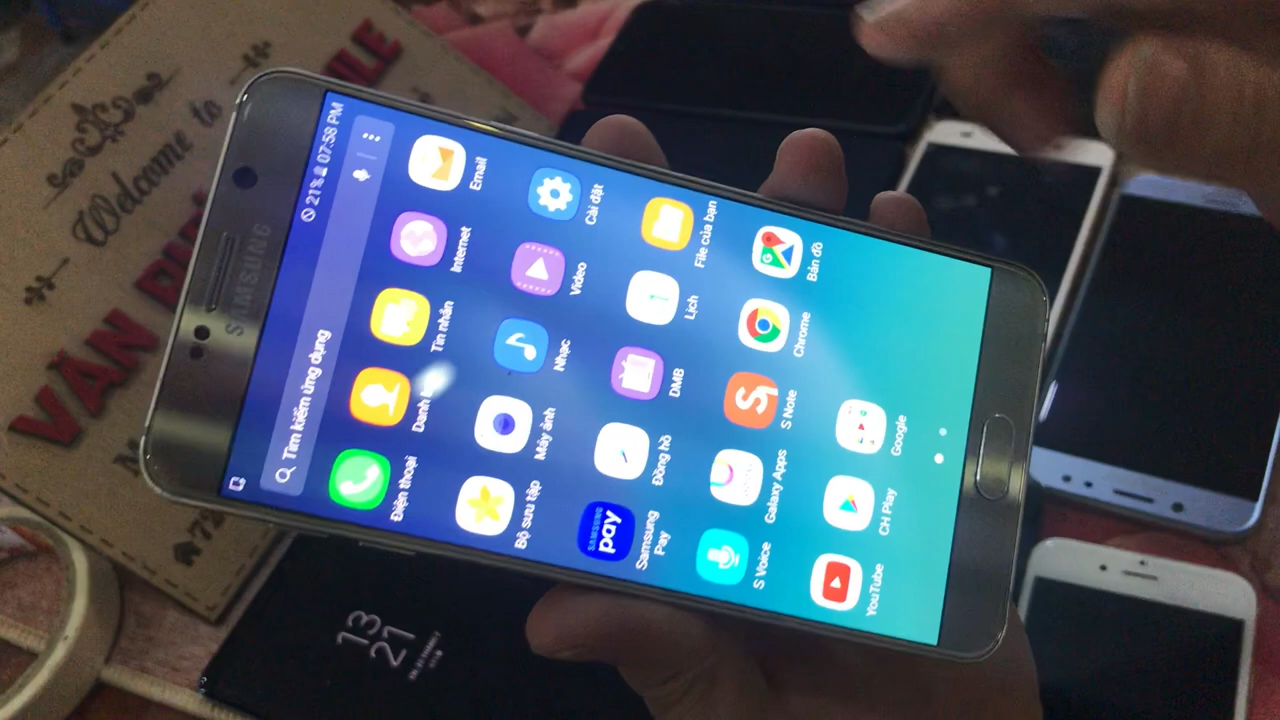 Welcome to
VĂN
SAMSUNG
21% 07:58 PM
Tìm kiếm ứng dụng
Điện thoại
Tin nhắn
Internet
Email
Bộ sưu tập
Máy ảnh
Nhạc
Video
Cài đặt
SAMSUNG
pay
Samsung
Pay
Đồng hồ
DMB
1
Lịch
File của bạn
S Voice
Galaxy Apps
S Note
Chrome
Bản đồ
YouTube
CH Play
Google
13
21